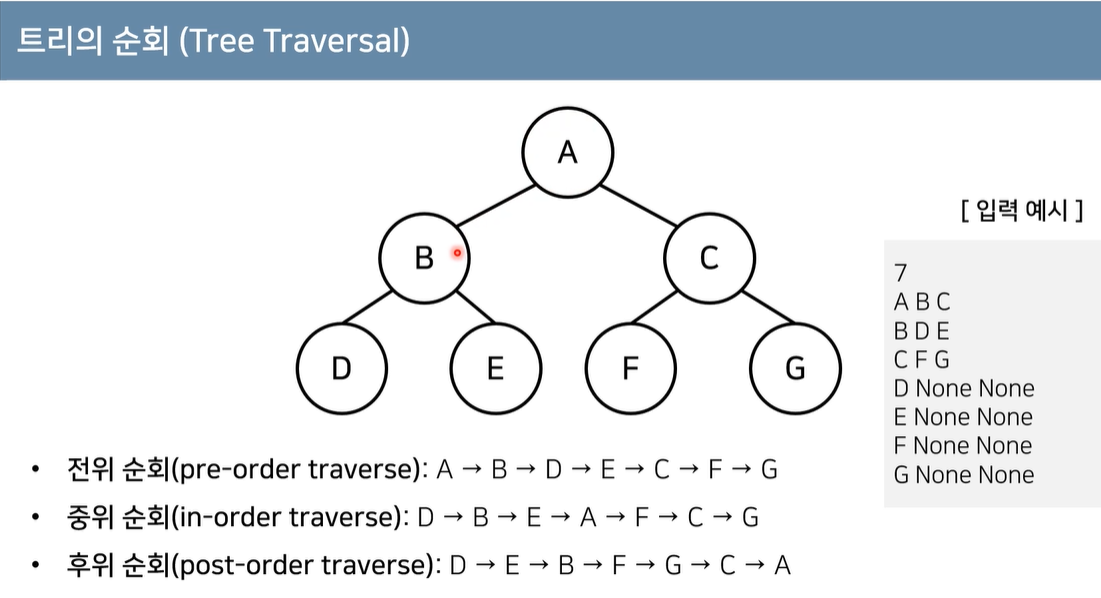 트리의 순회 (Tree Traversal)
A
B
C
D
E
F
G
[ 입력 예시 ]
7
A B C
B D E
C F G
D None None
E None None
F None None
G None None
• 전위 순회(pre-order traverse): A → B → D → E → C → F → G
• 중위 순회(in-order traverse): D → B → E → A → F → C → G
• 후위 순회(post-order traverse): D → E → B → F → G → C → A